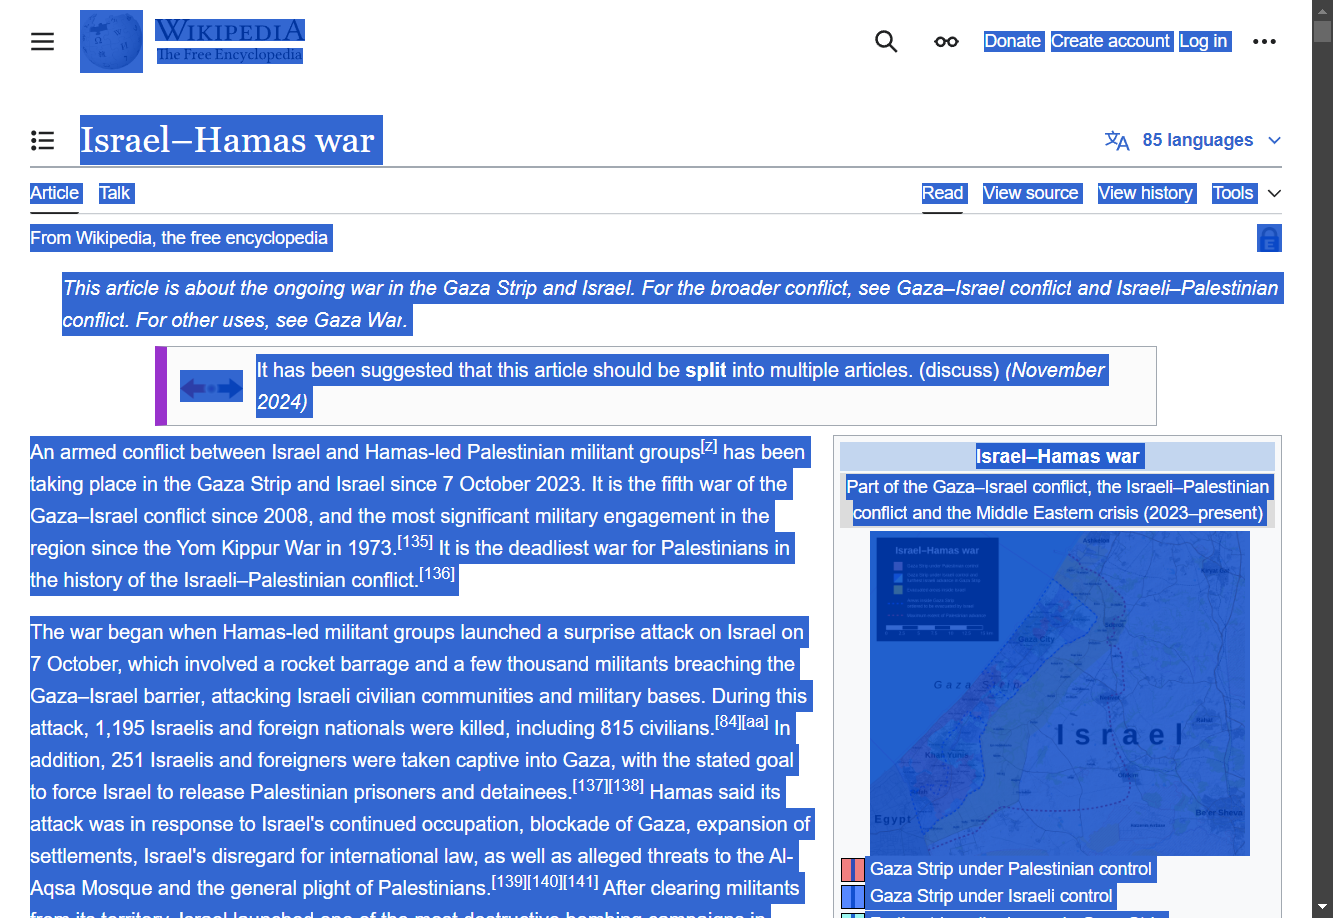 WIKIPEDIA
The Free Encyclopedia
Donate Create account Log in
Israel–Hamas war
85 languages
Article Talk
Read View source View history Tools
From Wikipedia, the free encyclopedia
This article is about the ongoing war in the Gaza Strip and Israel. For the broader conflict, see Gaza–Israel conflict and Israeli–Palestinian
conflict. For other uses, see Gaza War.
It has been suggested that this article should be split into multiple articles. (discuss) (November
2024)
An armed conflict between Israel and Hamas-led Palestinian militant groups[z] has been
taking place in the Gaza Strip and Israel since 7 October 2023. It is the fifth war of the
Gaza–Israel conflict since 2008, and the most significant military engagement in the
region since the Yom Kippur War in 1973.[135] It is the deadliest war for Palestinians in
the history of the Israeli–Palestinian conflict.[136]
The war began when Hamas-led militant groups launched a surprise attack on Israel on
7 October, which involved a rocket barrage and a few thousand militants breaching the
Gaza–Israel barrier, attacking Israeli civilian communities and military bases. During this
attack, 1,195 Israelis and foreign nationals were killed, including 815 civilians.[84][aa] In
addition, 251 Israelis and foreigners were taken captive into Gaza, with the stated goal
to force Israel to release Palestinian prisoners and detainees.[137][138] Hamas said its
attack was in response to Israel's continued occupation, blockade of Gaza, expansion of
settlements, Israel's disregard for international law, as well as alleged threats to the Al-
Aqsa Mosque and the general plight of Palestinians.[139][140][141] After clearing militants
from its territory, Israel launched one of the most destructive bombing campaigns in
Israel–Hamas war
Part of the Gaza–Israel conflict, the Israeli–Palestinian
conflict and the Middle Eastern crisis (2023–present)
Israel–Hamas war
Gaza City
Gaza Strip
Israel
Khan Yunis
Egypt
Be'er Sheva
Gaza Strip under Palestinian control
Gaza Strip under Israeli control